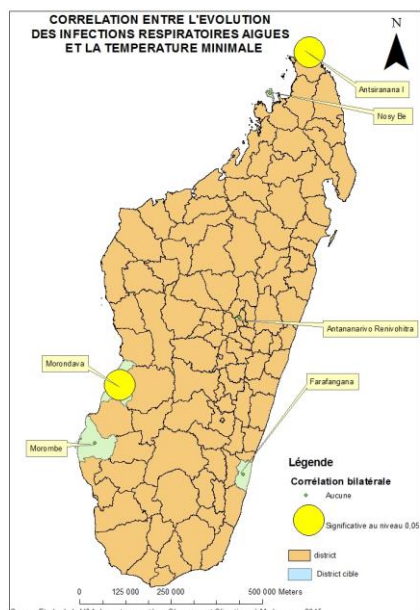 CORRELATION ENTRE L'EVOLUTION
DES INFECTIONS RESPIRATOIRES AIGUES
ET LA TEMPERATURE MINIMALE
N
Antsiranana I
Nosy Be
Antananarivo Renivohitra
Morondava
Farafangana
Morombe
Légende
Corrélation bilatérale
Aucune
Significative au niveau 0,05
district
District cible
0 125 000 250 000 500 000 Meters